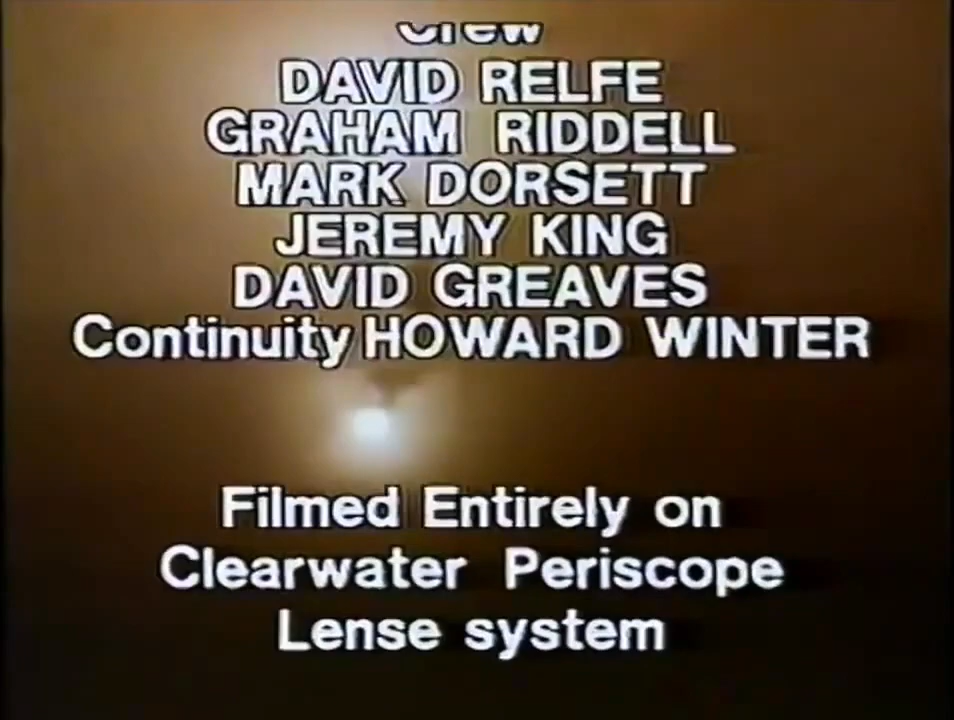 Crew
DAVID RELFE
GRAHAM RIDDELL
MARK DORSETT
JEREMY KING
DAVID GREAVES
Continuity HOWARD WINTER
Filmed Entirely on
Clearwater Periscope
Lense system